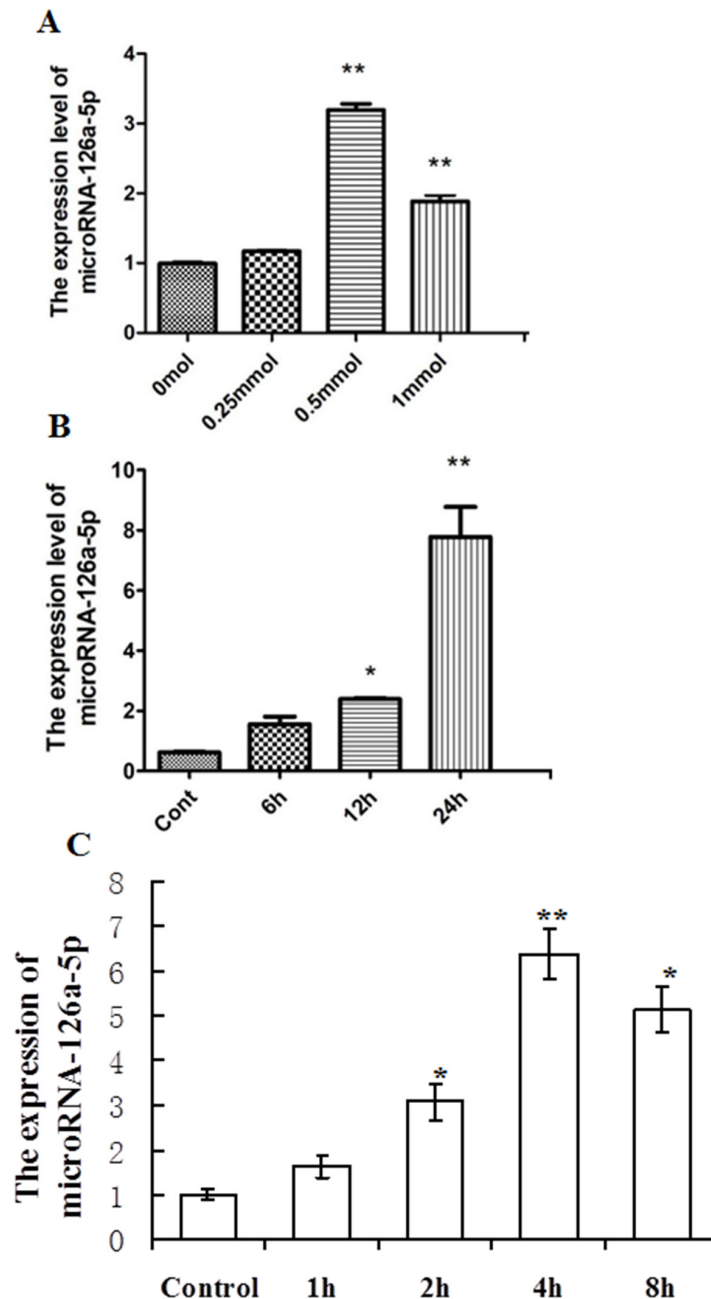 A
The expression level of
microRNA-126a-5p
4
3
2
1
0
**
**
0mol
0.25mmol
0.5mmol
1mmol
B
The expression level of
microRNA-126a-5p
10
8
6
4
2
0
*
**
Cont
6h
12h
24h
C
The expression of
microRNA-126a-5p
8
7
6
5
4
3
2
1
0
*
**
*
Control 1h 2h 4h 8h